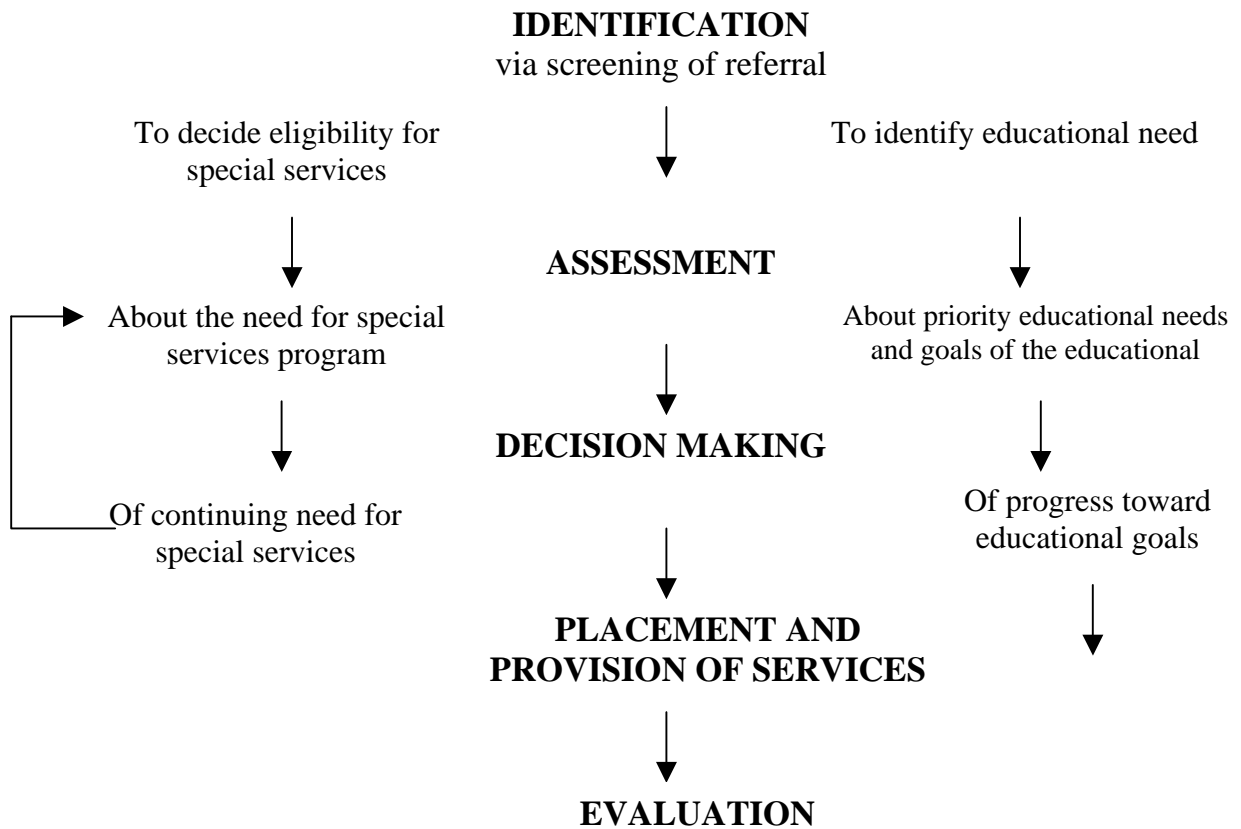 IDENTIFICATION
via screening of referral
To decide eligibility for
special services
To identify educational need
ASSESSMENT
About the need for special
services program
About priority educational needs
and goals of the educational
DECISION MAKING
Of continuing need for
special services
Of progress toward
educational goals
PLACEMENT AND
PROVISION OF SERVICES
EVALUATION